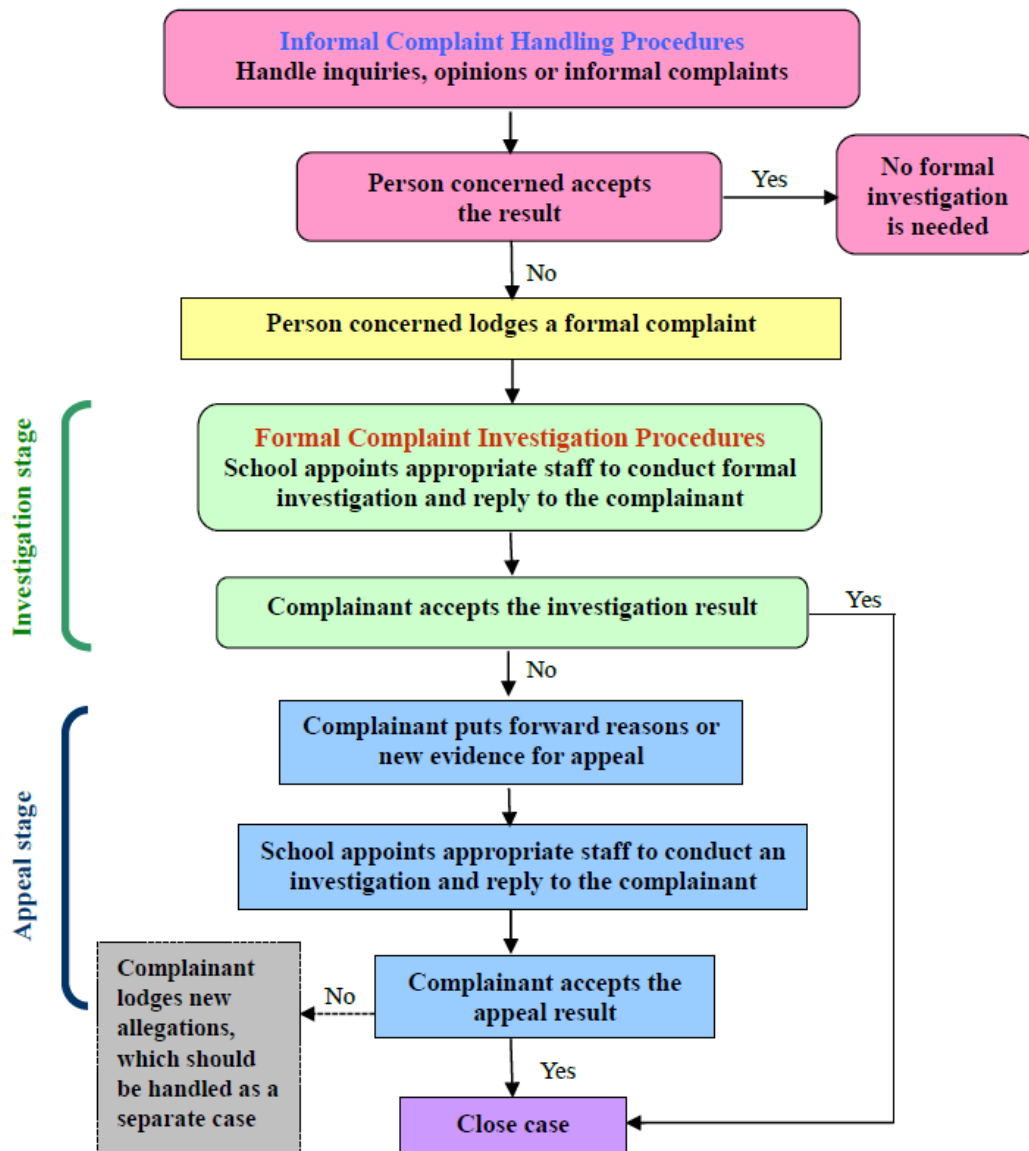 Informal Complaint Handling Procedures
Handle inquiries, opinions or informal complaints
Person concerned accepts
the result
Yes
No formal
investigation
is needed
No
Person concerned lodges a formal complaint
Investigation stage
Formal Complaint Investigation Procedures
School appoints appropriate staff to conduct formal
investigation and reply to the complainant
Complainant accepts the investigation result
Yes
No
Appeal stage
Complainant puts forward reasons or
new evidence for appeal
School appoints appropriate staff to conduct an
investigation and reply to the complainant
Complainant accepts the
appeal result
No
Complainant
lodges new
allegations,
which should
be handled as a
separate case
Yes
Close case